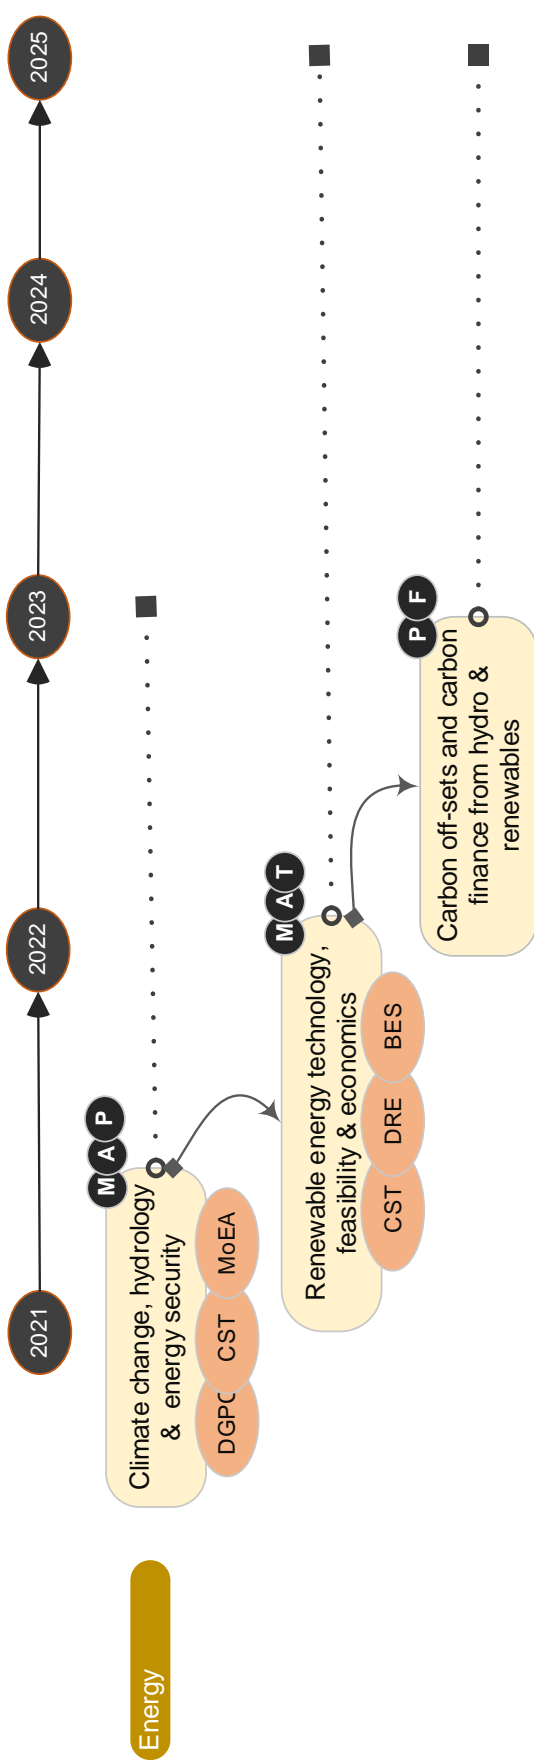 2021
2022
2023
2024
2025
Energy
Climate change, hydrology
& energy security
M A P
DGPC
CST
MoEA
Renewable energy technology,
feasibility & economics
M A T
CST
DRE
BES
Carbon off-sets and carbon
finance from hydro &
renewables
P F